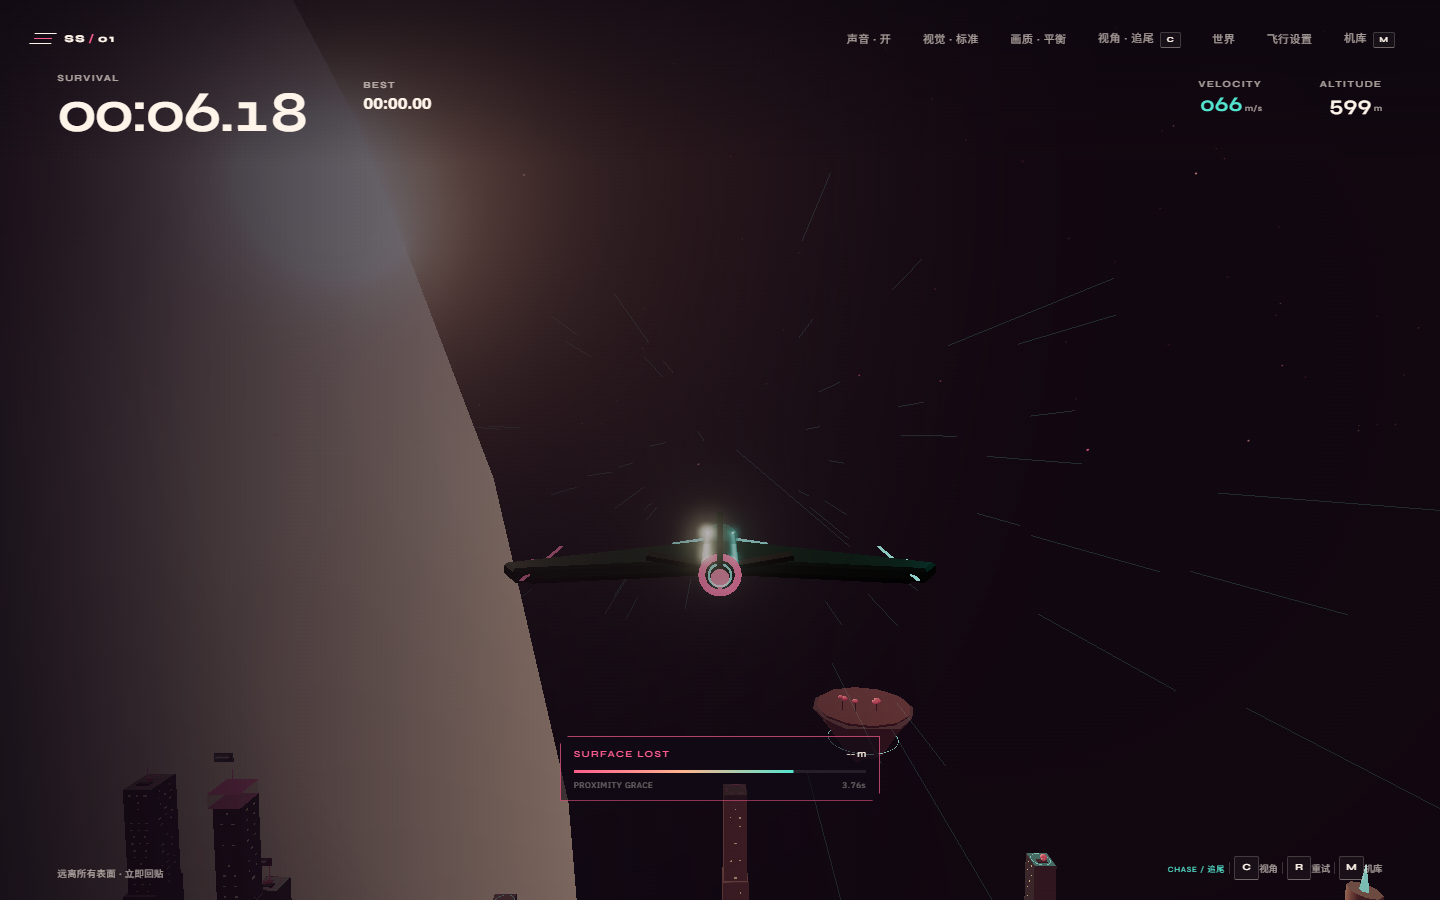 SS / 01
声音 · 开
视觉 · 标准
画质 · 平衡
视角 · 追尾 C
世界
飞行设置
机库 M
SURVIVAL
00:06.18
BEST
00:00.00
VELOCITY
066 m/s
ALTITUDE
599 m
SURFACE LOST
-- m
PROXIMITY GRACE
3.76s
远离所有表面 · 立即回贴
CHASE / 追尾
C 视角
R 重试
M 机库